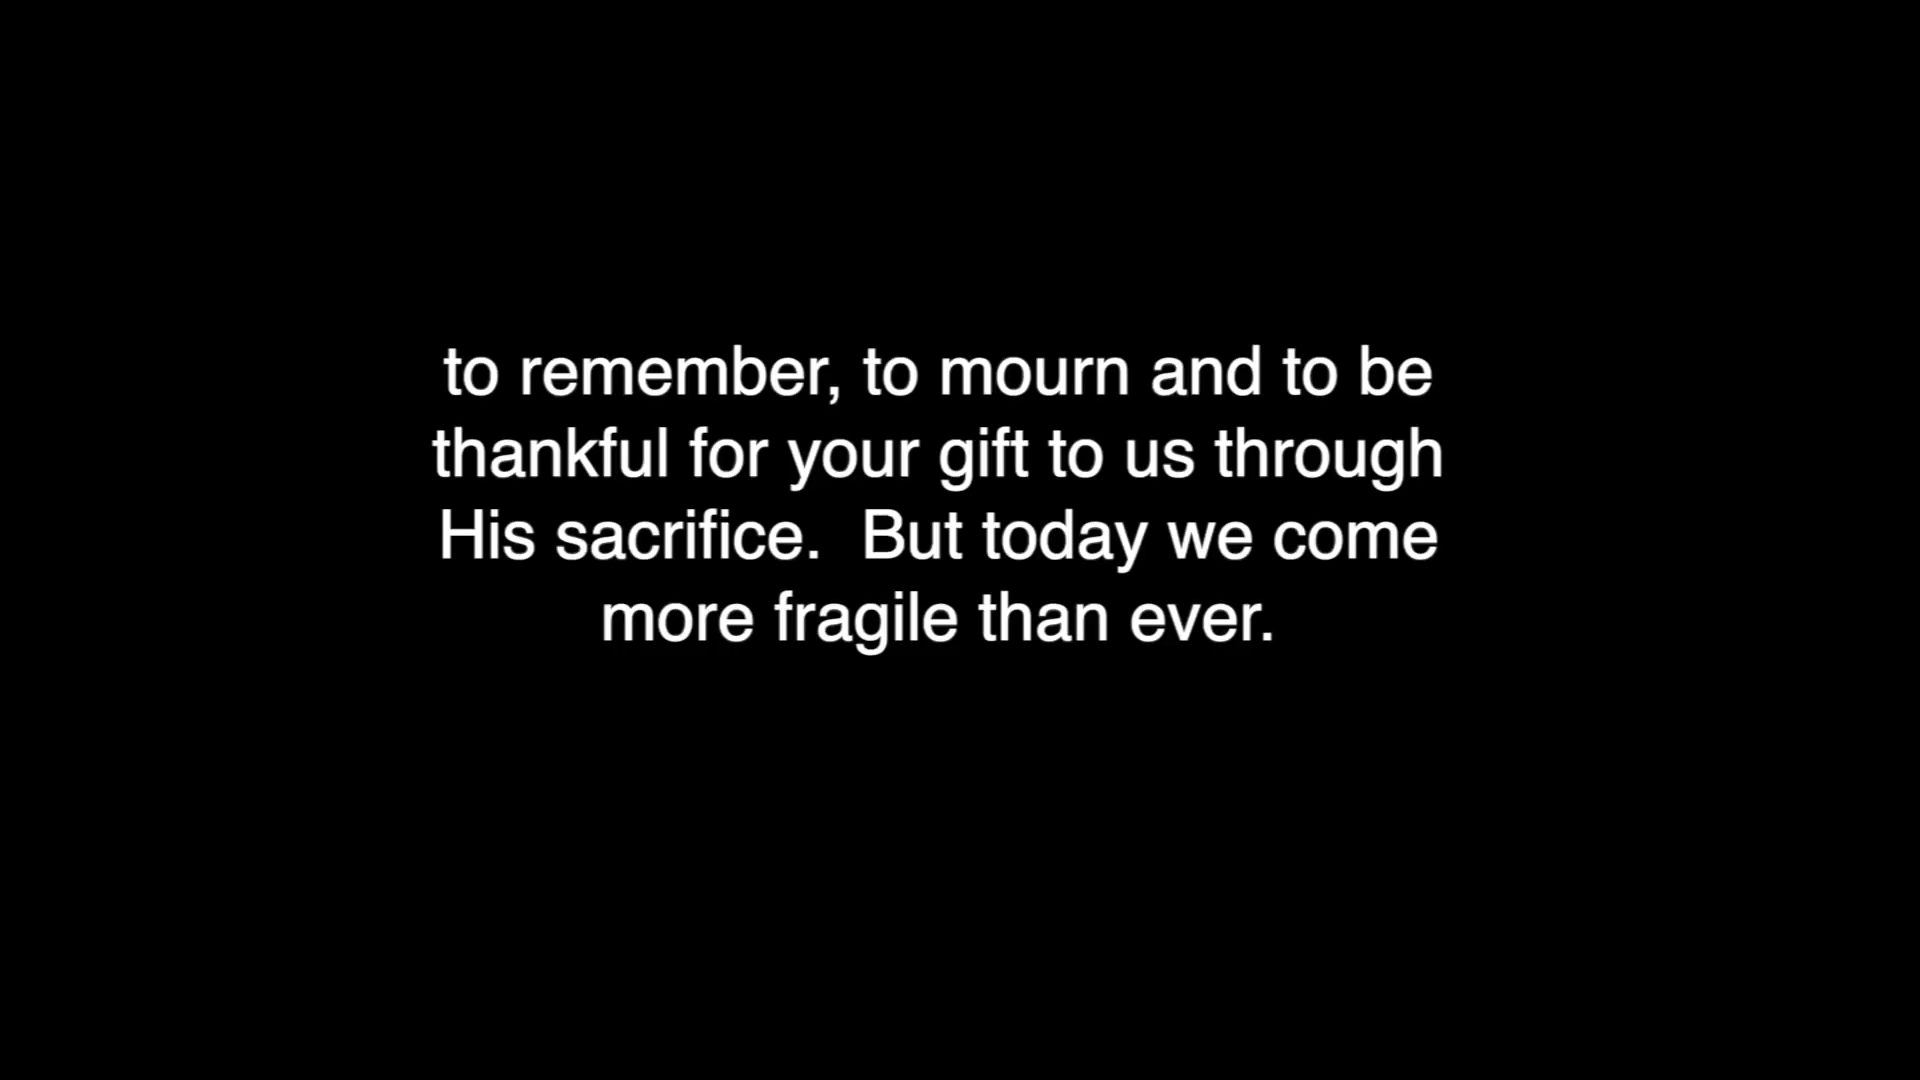 to remember, to mourn and to be
thankful for your gift to us through
His sacrifice.  But today we come
more fragile than ever.